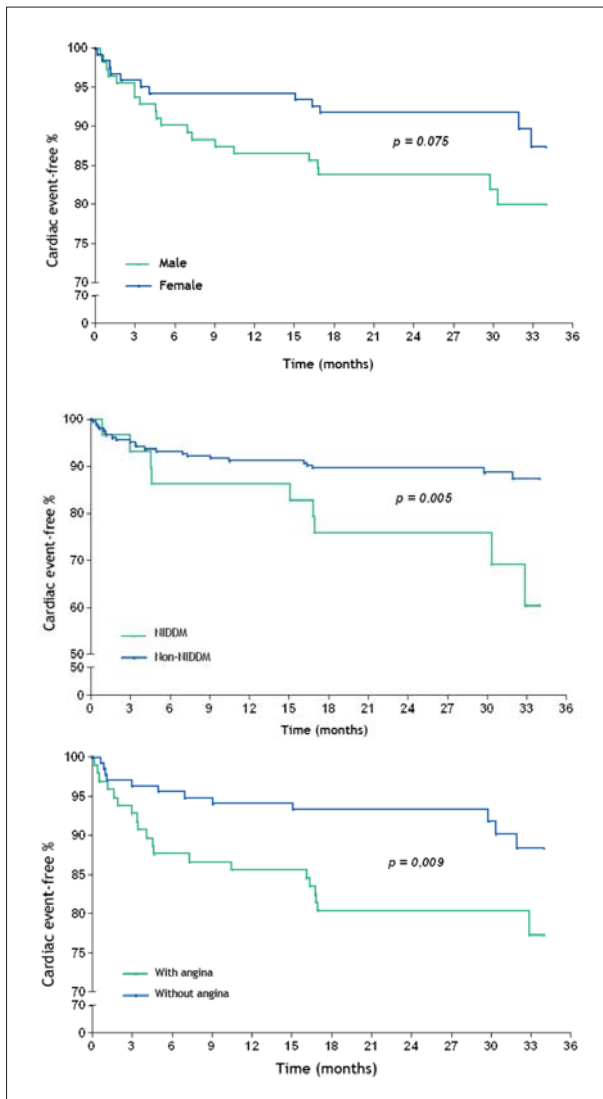 100
95
90
85
80
75
70
70
0
Cardiac event-free %
p = 0.075
Male
Female
0 3 6 9 12 15 18 21 24 27 30 33 36
Time (months)
100
90
80
70
60
50
50
0
Cardiac event-free %
p = 0.005
NIDDM
Non-NIDDM
0 3 6 9 12 15 18 21 24 27 30 33 36
Time (months)
100
95
90
85
80
75
70
70
0
Cardiac event-free %
p = 0,009
With angina
Without angina
0 3 6 9 12 15 18 21 24 27 30 33 36
Time (months)